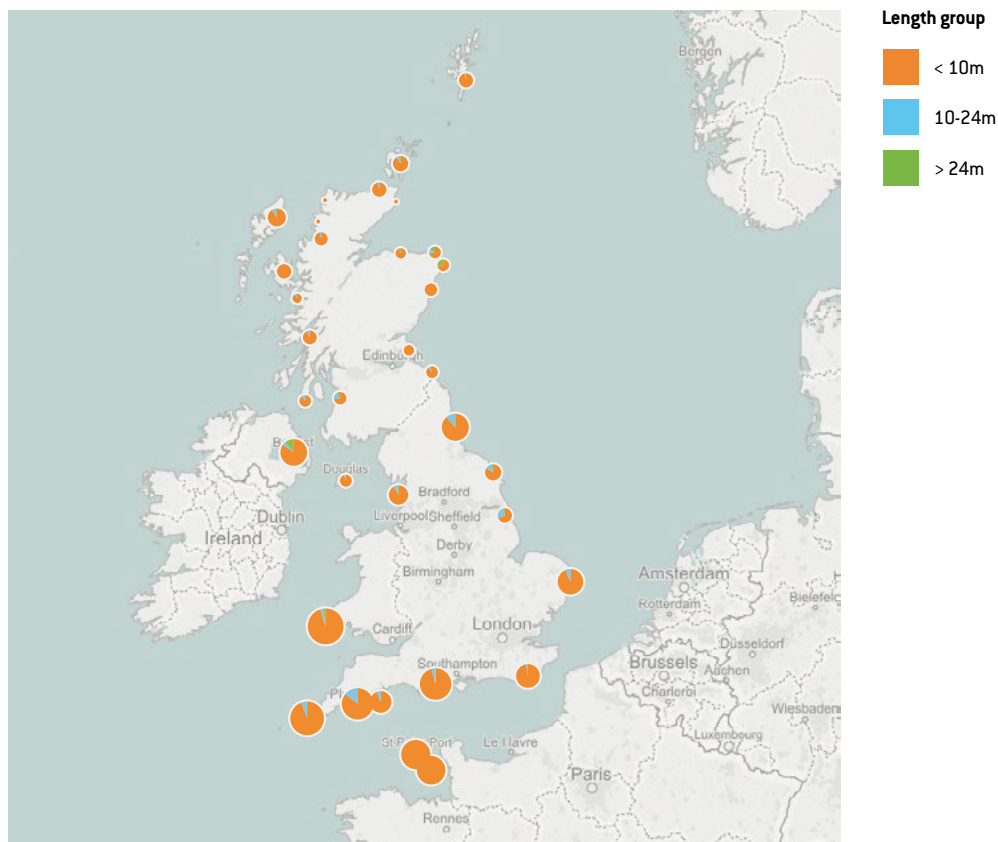 Length group
< 10m
10-24m
> 24m
Bergen
Edinburgh
Douglas
Bradford
Dublin
Liverpool
Sheffield
Ireland
Derby
Birmingham
Amsterdam
Rotterdam
Bielefeld
Cardiff
London
Düsseldorf
Southampton
Brussels
Aachen
Charleroi
Wiesbaden
Luxembourg
Le Havre
Paris
Rennes